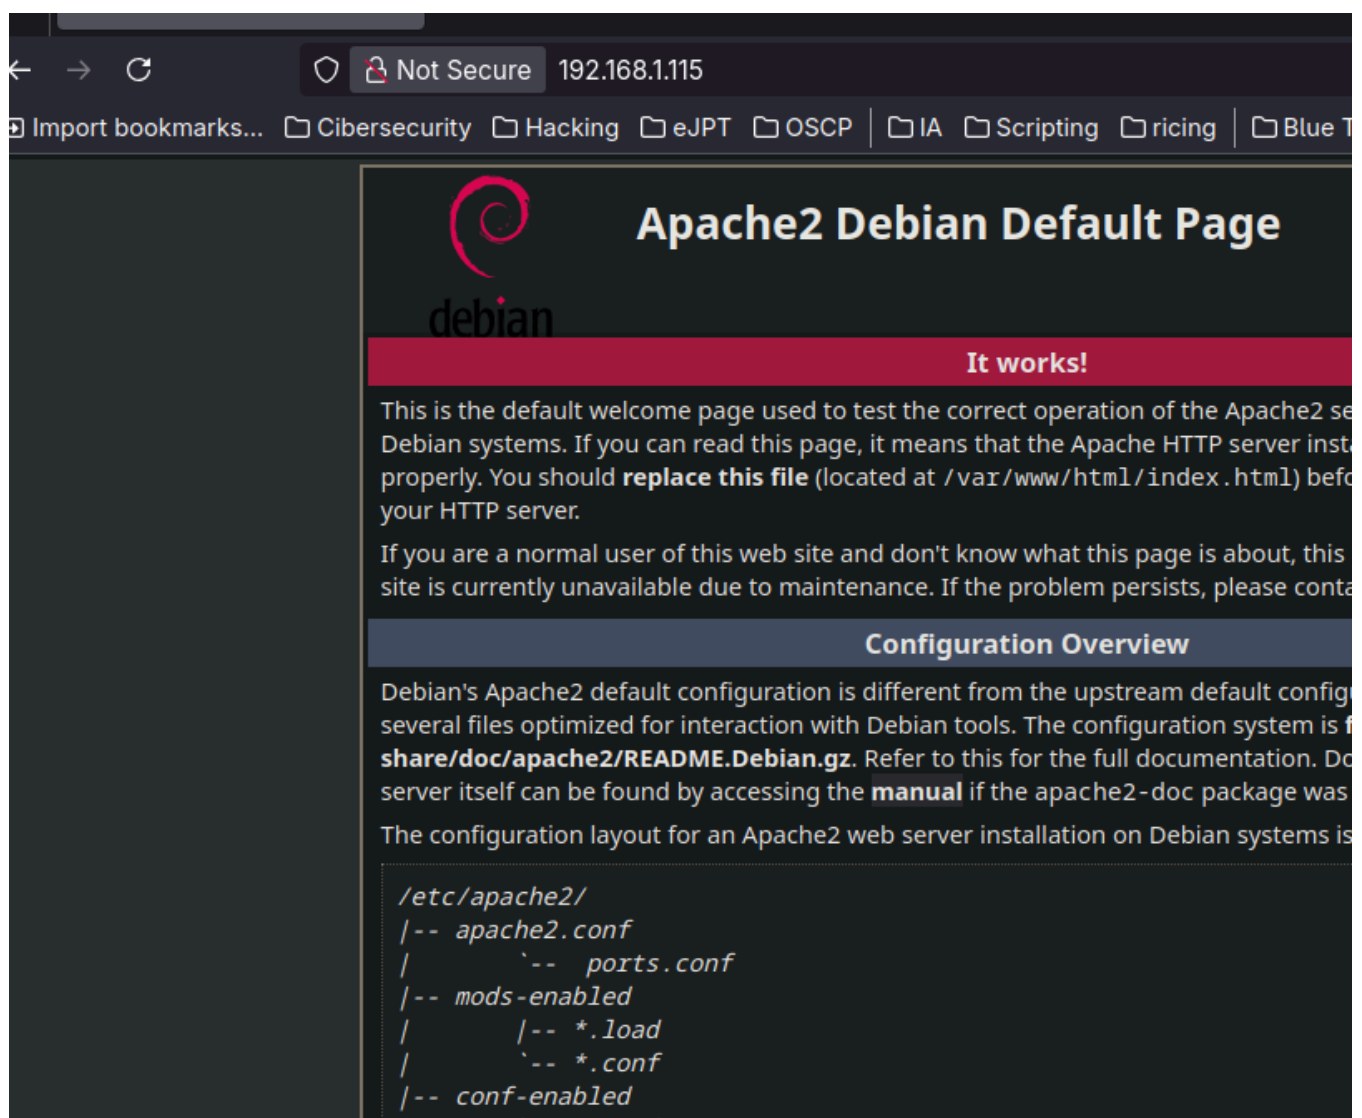 Not Secure 192.168.1.115
Import bookmarks... Cibersecurity Hacking eJPT OSCP IA Scripting ricing Blue
debian
Apache2 Debian Default Page
It works!
This is the default welcome page used to test the correct operation of the Apache2
Debian systems. If you can read this page, it means that the Apache HTTP server
properly. You should replace this file (located at /var/www/html/index.html)
your HTTP server.
If you are a normal user of this web site and don't know what this page is about, this
site is currently unavailable due to maintenance. If the problem persists, please
Configuration Overview
Debian's Apache2 default configuration is different from the upstream default
several files optimized for interaction with Debian tools. The configuration system is
share/doc/apache2/README.Debian.gz. Refer to this for the full documentation.
server itself can be found by accessing the manual if the apache2-doc package was
The configuration layout for an Apache2 web server installation on Debian systems is
/etc/apache2/
|-- apache2.conf
|       `--  ports.conf
|-- mods-enabled
|       |-- *.load
|       `-- *.conf
|-- conf-enabled